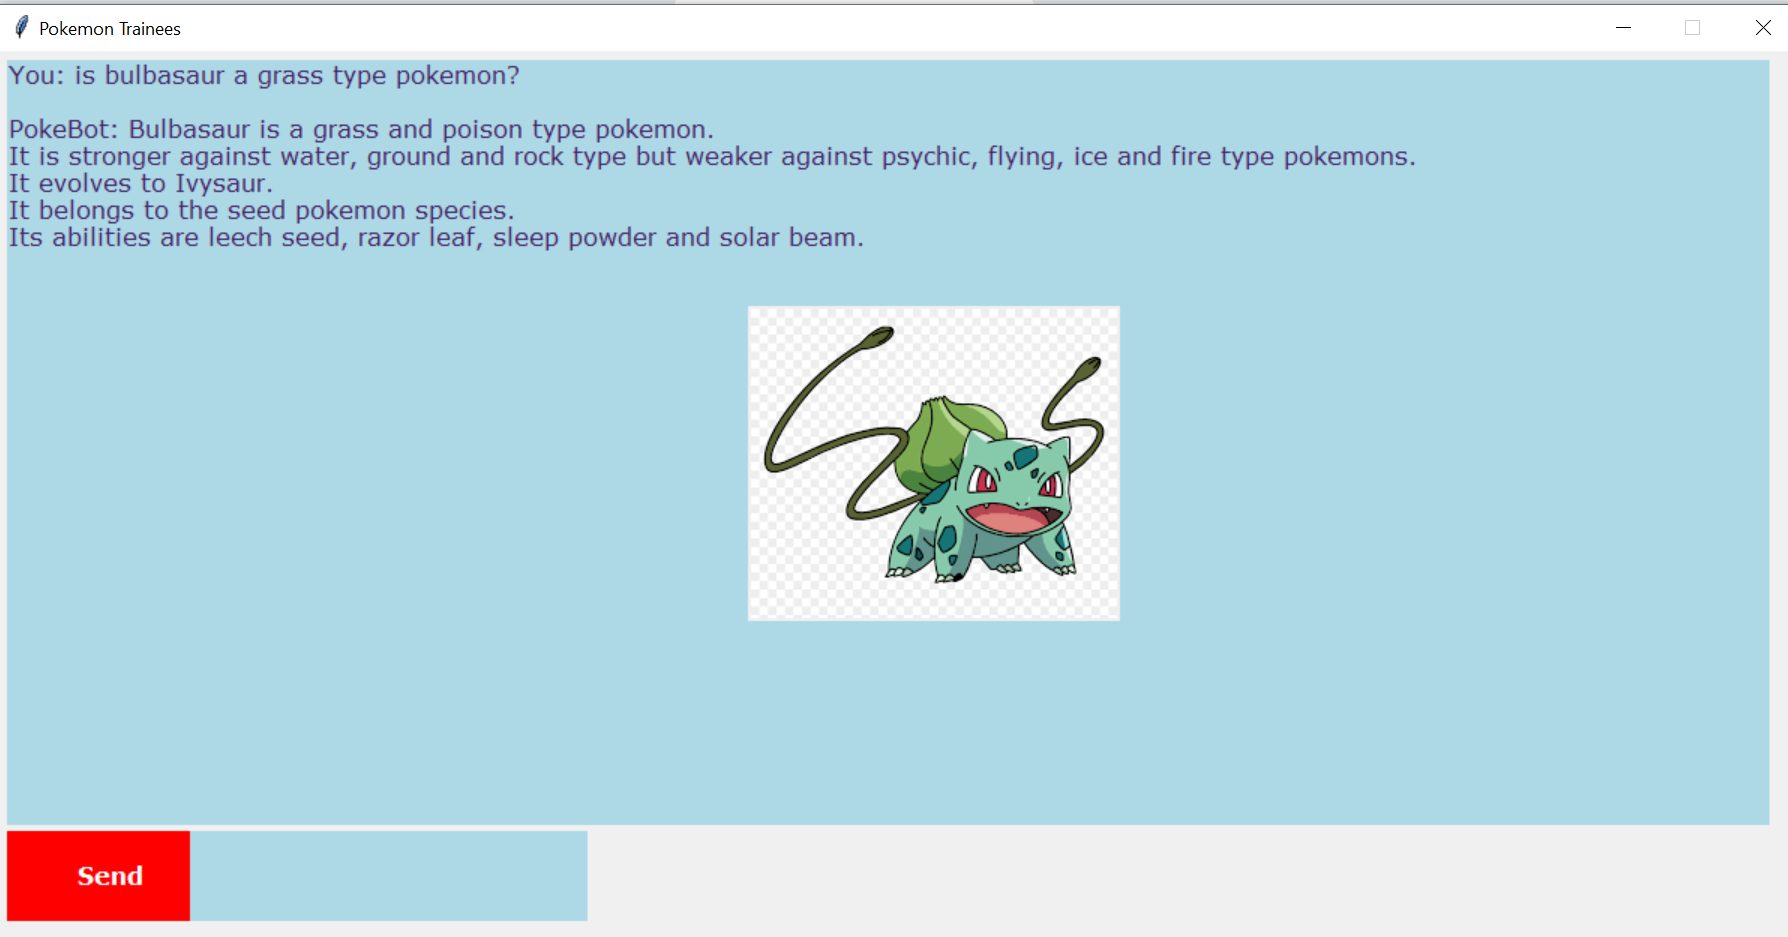 Pokemon Trainees
You: is bulbasaur a grass type pokemon?
PokeBot: Bulbasaur is a grass and poison type pokemon.
It is stronger against water, ground and rock type but weaker against psychic, flying, ice and fire type pokemons.
It evolves to Ivysaur.
It belongs to the seed pokemon species.
Its abilities are leech seed, razor leaf, sleep powder and solar beam.
Send